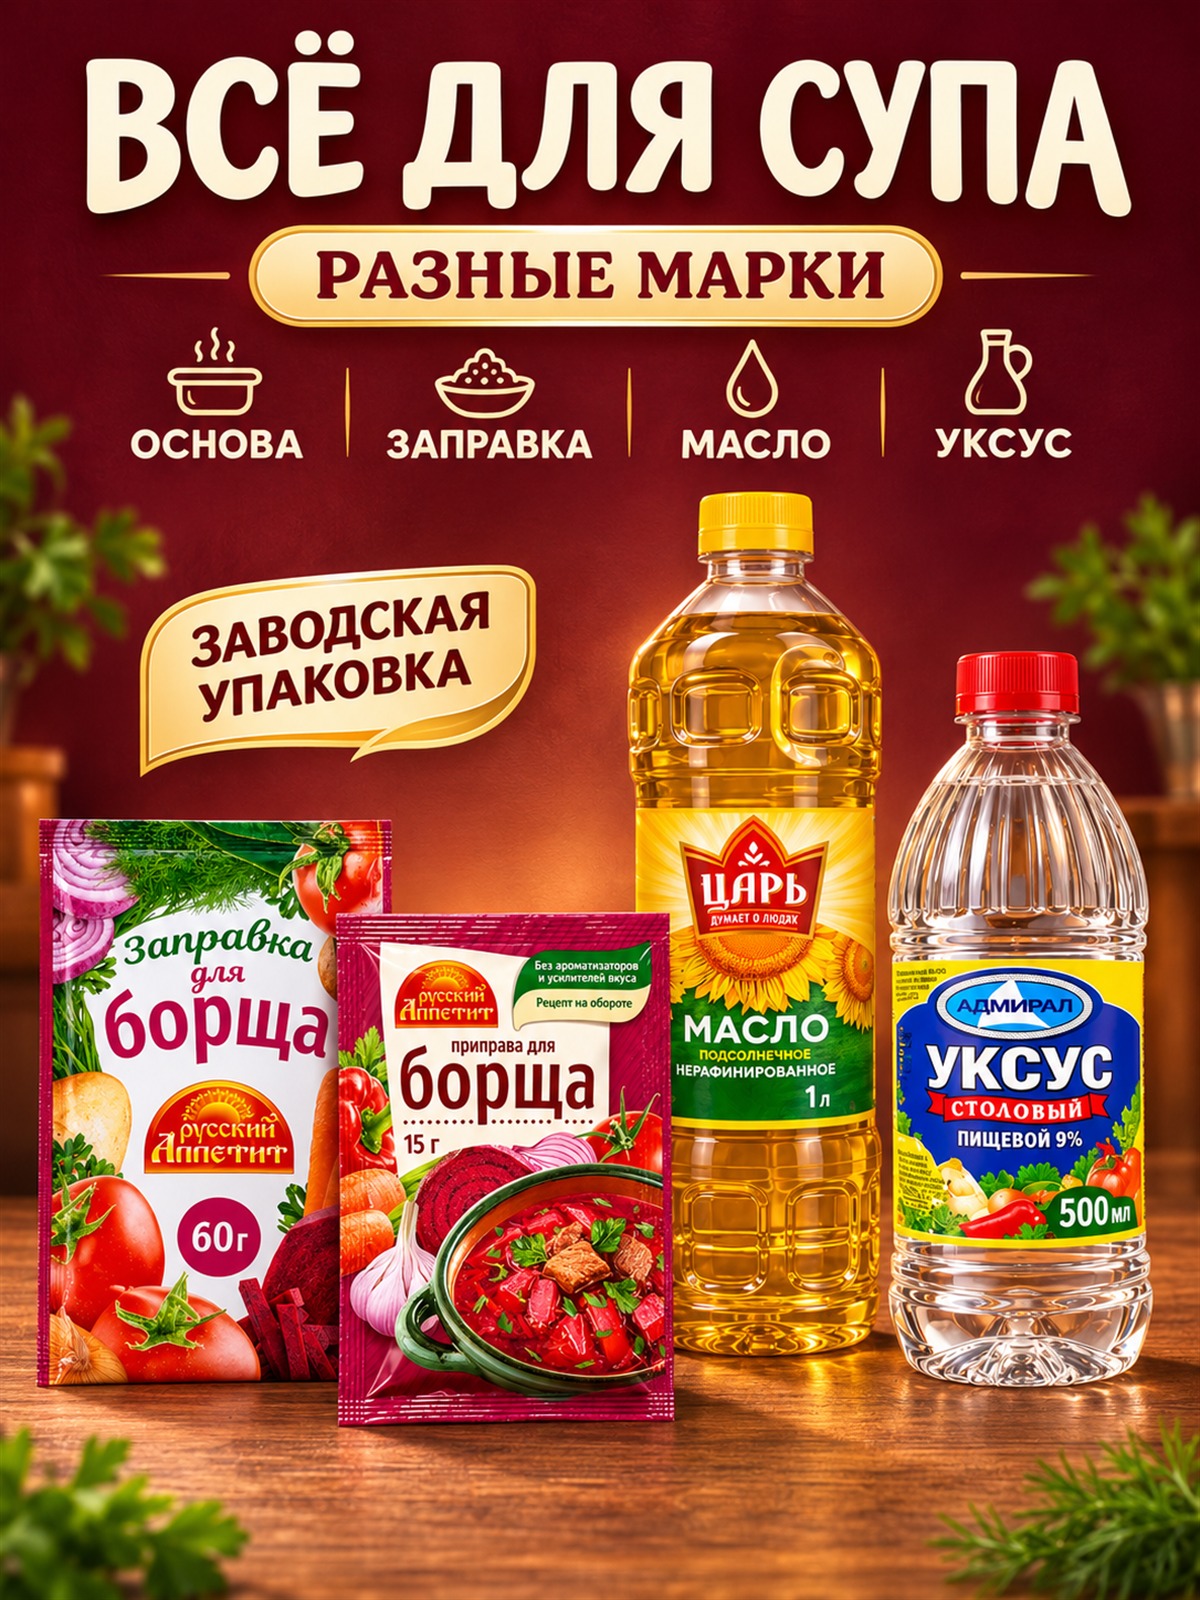 ВСЁ ДЛЯ СУПА
РАЗНЫЕ МАРКИ
ОСНОВА
ЗАПРАВКА
МАСЛО
УКСУС
ЗАВОДСКАЯ
УПАКОВКА
Заправка
для
борща
русский
Аппетит
60г
русский
Аппетит
Без ароматизаторов
и усилителей вкуса
Рецепт на обороте
приправа для
борща
15 г
ЦАРЬ
ДУМАЕТ О ЛЮДЯХ
МАСЛО
ПОДСОЛНЕЧНОЕ
НЕРАФИНИРОВАННОЕ
1 л
АДМИРАЛ
УКСУС
СТОЛОВЫЙ
ПИЩЕВОЙ 9%
500 мл